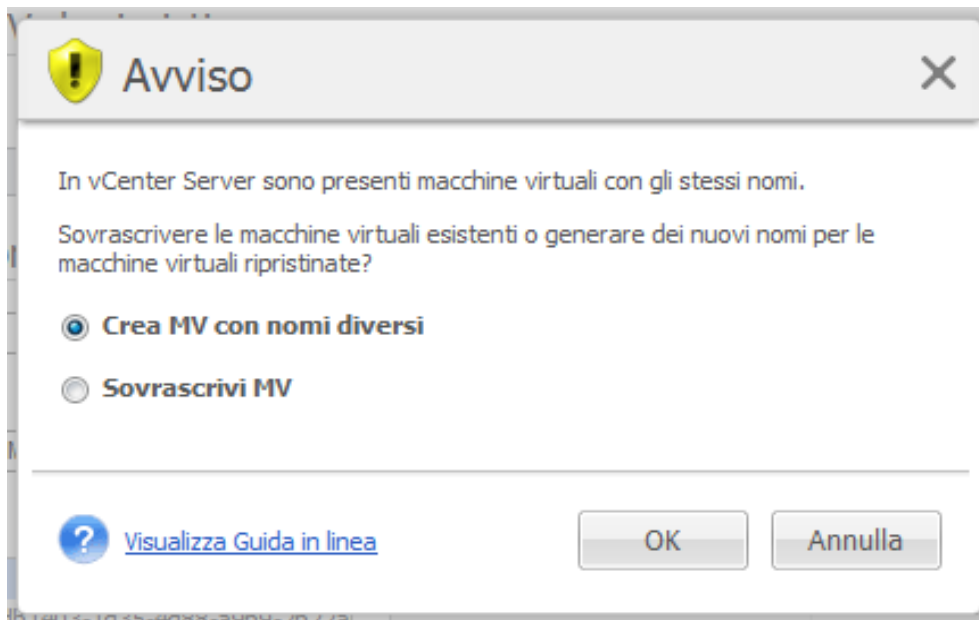 Avviso
In vCenter Server sono presenti macchine virtuali con gli stessi nomi.
Sovrascrivere le macchine virtuali esistenti o generare dei nuovi nomi per le
macchine virtuali ripristinate?
Crea MV con nomi diversi
Sovrascrivi MV
Visualizza Guida in linea
OK
Annulla